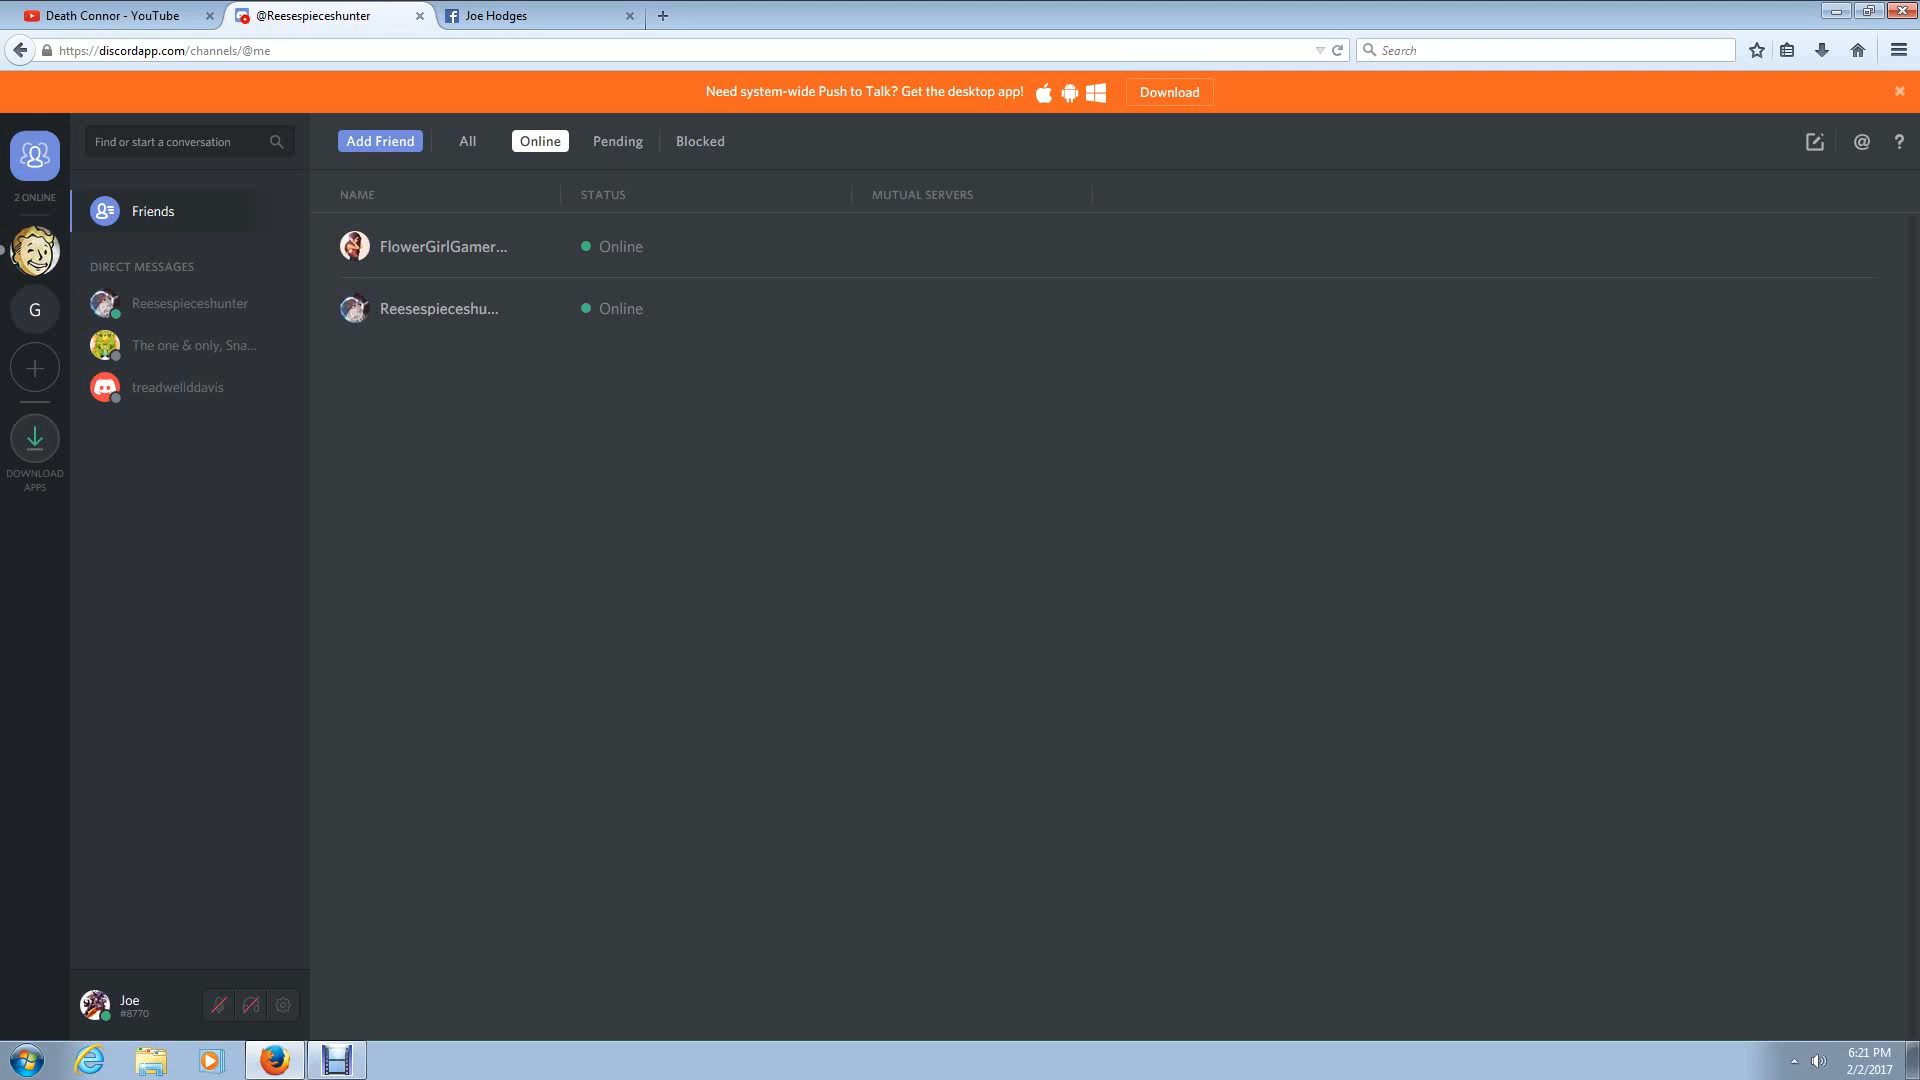 Death Connor - YouTube
@Reesespieceshunter
Joe Hodges
https://discordapp.com/channels/@me
Search
Need system-wide Push to Talk? Get the desktop app!
Download
Find or start a conversation
Add Friend
All
Online
Pending
Blocked
@
?
2 ONLINE
Friends
NAME
STATUS
MUTUAL SERVERS
FlowerGirlGamer...
Online
DIRECT MESSAGES
Reesespieceshunter
Reesespieceshu...
Online
G
The one & only, Sna...
treadwellddavis
DOWNLOAD
APPS
Joe
#8770
6:21 PM
2/2/2017